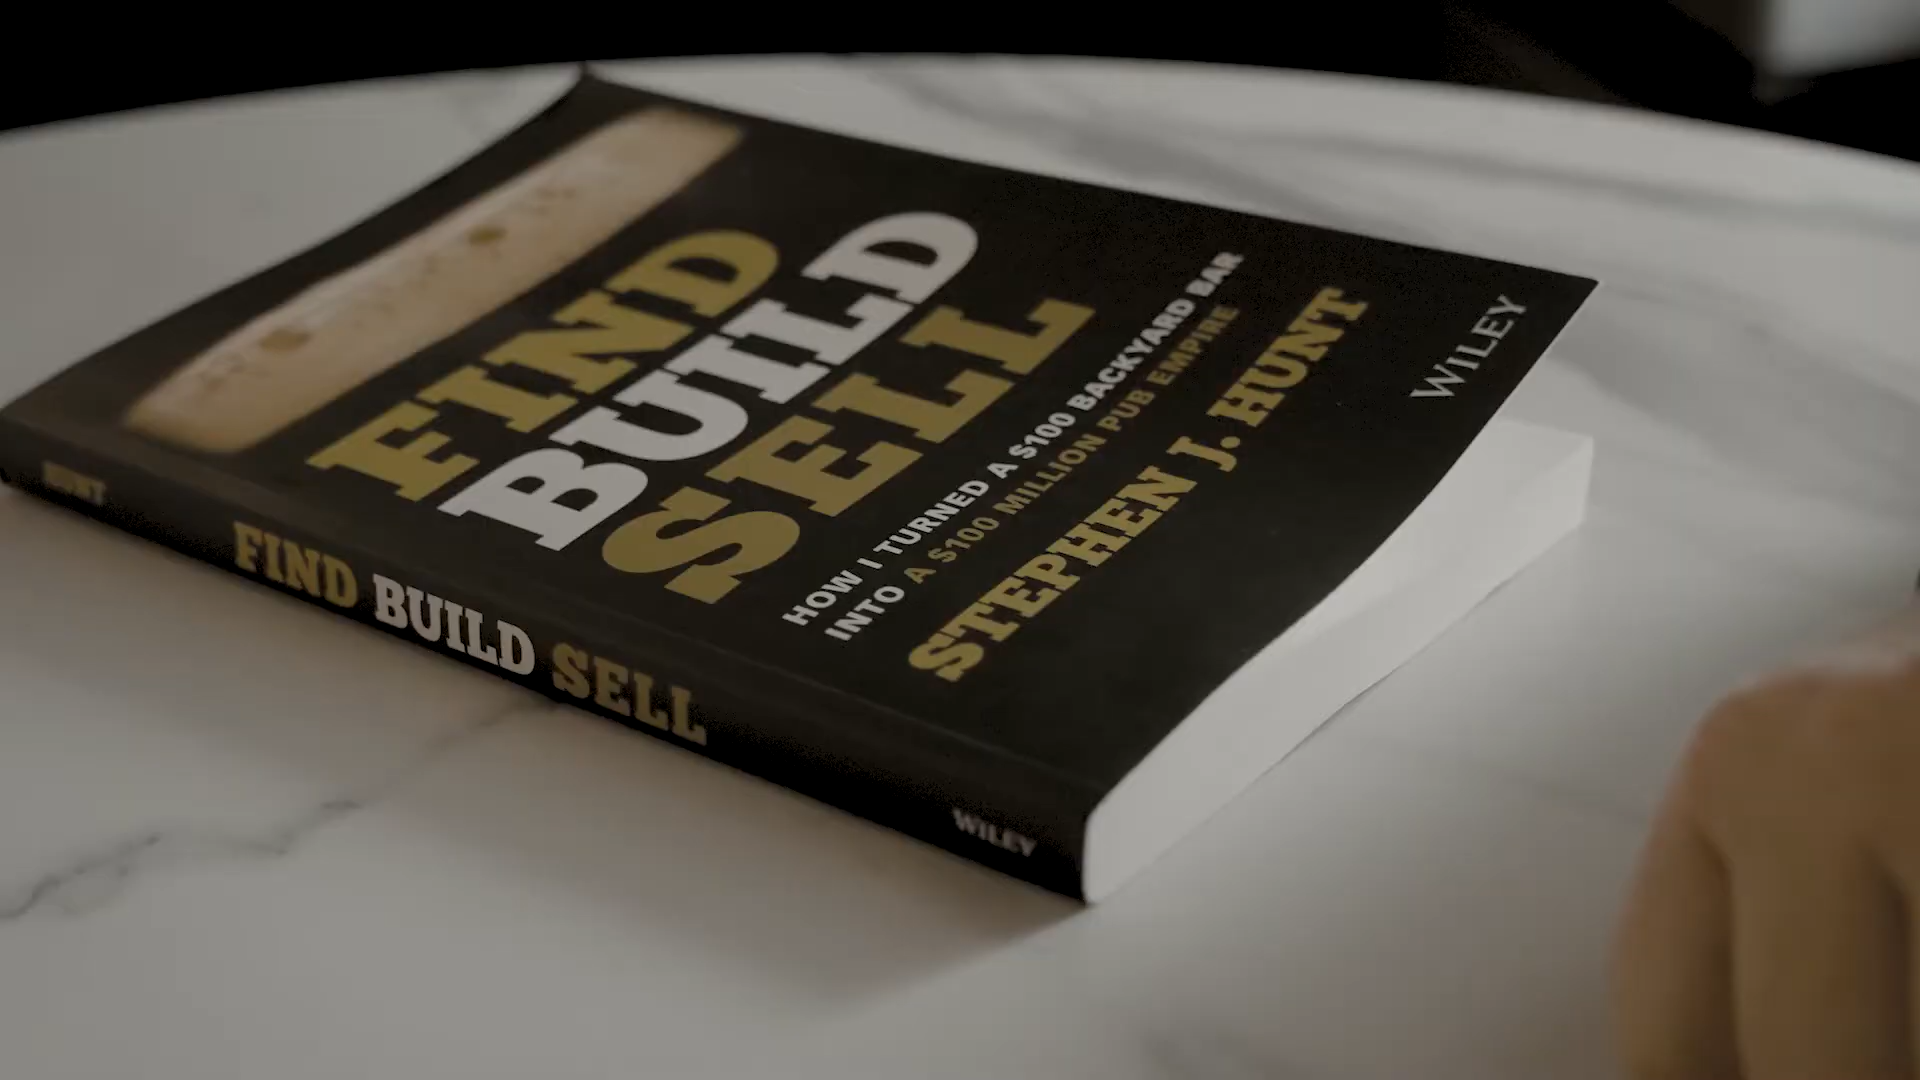 FIND
BUILD
SELL
HOW I TURNED A $100 BACKYARD BAR
INTO A $100 MILLION PUB EMPIRE
STEPHEN J. HUNT
WILEY
HUNT
FIND BUILD SELL
WILEY